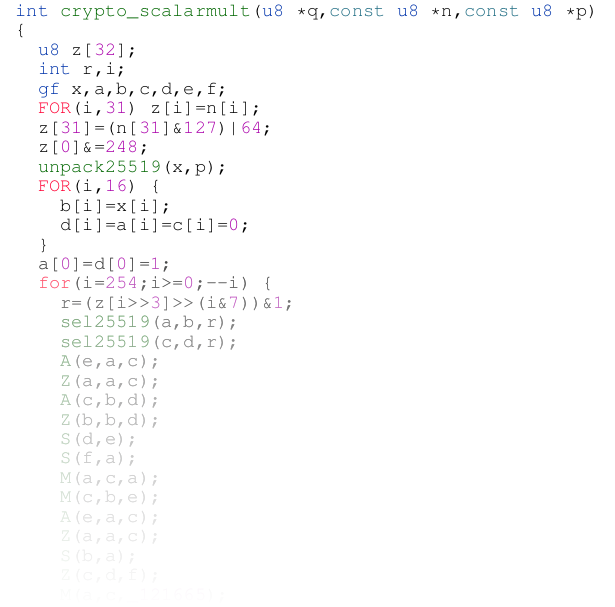 int crypto_scalarmult(u8 *q,const u8 *n,const u8 *p)
{
u8 z[32];
int r,i;
gf x,a,b,c,d,e,f;
FOR(i,31) z[i]=n[i];
z[31]=(n[31]&127)|64;
z[0]&=248;
unpack25519(x,p);
FOR(i,16) {
b[i]=x[i];
d[i]=a[i]=c[i]=0;
}
a[0]=d[0]=1;
for(i=254;i>=0;--i) {
r=(z[i>>3]>>(i&7))&1;
sel25519(a,b,r);
sel25519(c,d,r);
A(e,a,c);
Z(a,a,c);
A(c,b,d);
Z(b,b,d);
S(d,e);
S(f,a);
M(a,c,a);
M(c,b,e);
A(e,a,c);
Z(a,a,c);
S(b,a);
Z(c,d,f);